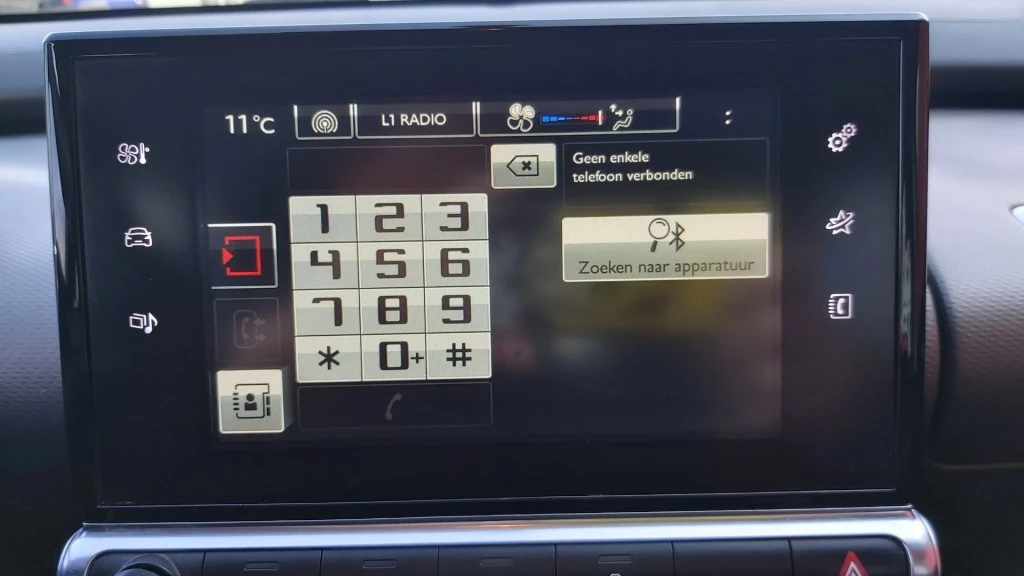 11°C
L1 RADIO
:
Geen enkele
telefoon verbonden
1 2 3
4 5 6
7 8 9
* 0+ #
Zoeken naar apparatuur